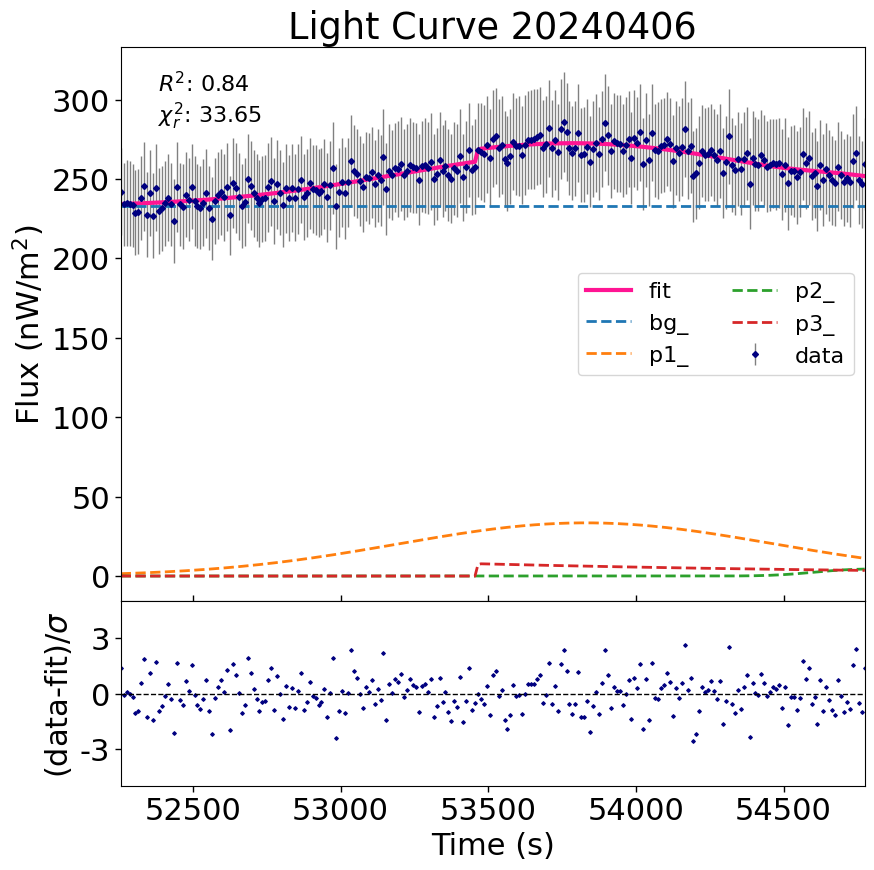 Light Curve 20240406
R²: 0.84
χ²ᵣ: 33.65
Flux (nW/m²)
300
250
200
150
100
50
0
fit
bg_
p1_
p2_
p3_
data
(data-fit)/σ
3
0
-3
52500 53000 53500 54000 54500
Time (s)